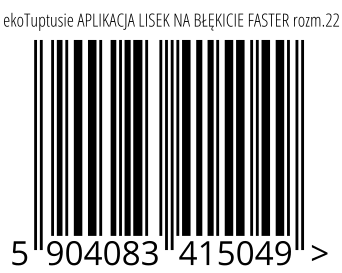 ekoTuptusie APLIKACJA LISEK NA BŁĘKICIE FASTER rozm.22
5 904083 415049 >